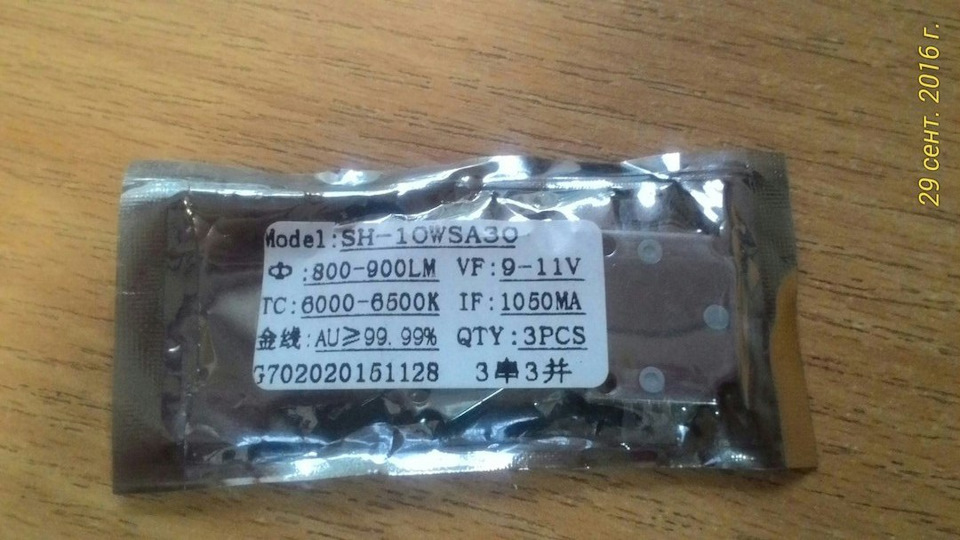 Model:SH-10WSA30
Φ:800-900LM VF:9-11V
TC:6000-6500K IF:1050MA
金线:AU≥99.99% QTY:3PCS
G702020151128 3串3并
29 сент. 2016 г.